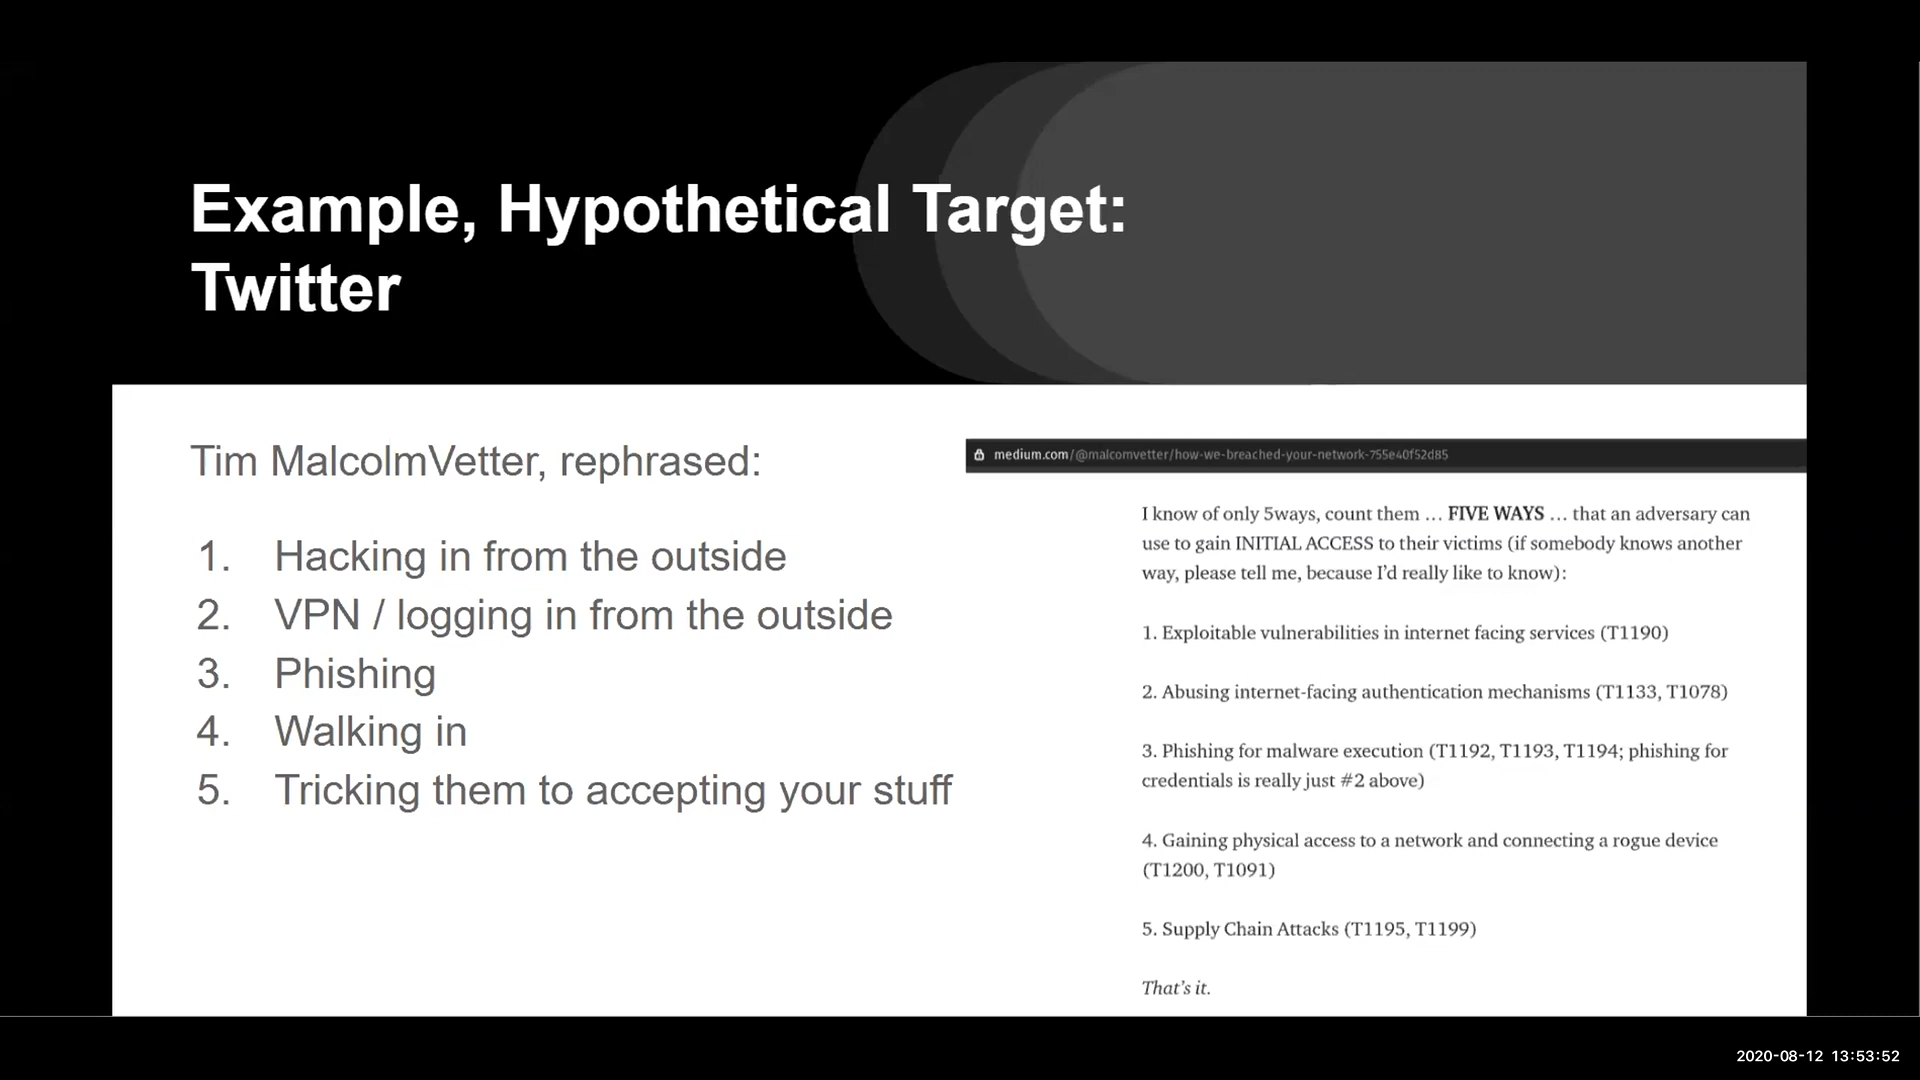 Example, Hypothetical Target:
Twitter
Tim MalcolmVetter, rephrased:
1. Hacking in from the outside
2. VPN / logging in from the outside
3. Phishing
4. Walking in
5. Tricking them to accepting your stuff
medium.com/@malcomvetter/how-we-breached-your-network-755e40f52d85
I know of only 5ways, count them … FIVE WAYS … that an adversary can
use to gain INITIAL ACCESS to their victims (if somebody knows another
way, please tell me, because I’d really like to know):
1. Exploitable vulnerabilities in internet facing services (T1190)
2. Abusing internet-facing authentication mechanisms (T1133, T1078)
3. Phishing for malware execution (T1192, T1193, T1194; phishing for
credentials is really just #2 above)
4. Gaining physical access to a network and connecting a rogue device
(T1200, T1091)
5. Supply Chain Attacks (T1195, T1199)
That’s it.
2020-08-12 13:53:52